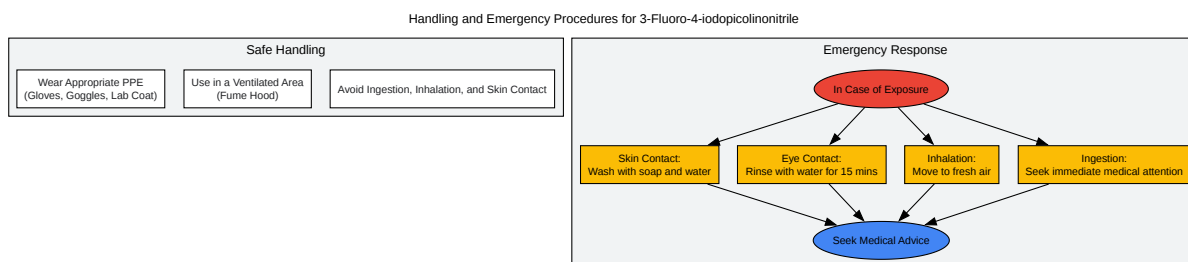 Handling and Emergency Procedures for 3-Fluoro-4-iodopicolinonitrile
Safe Handling
Wear Appropriate PPE
(Gloves, Goggles, Lab Coat)
Use in a Ventilated Area
(Fume Hood)
Avoid Ingestion, Inhalation, and Skin Contact
Emergency Response
In Case of Exposure
Skin Contact:
Wash with soap and water
Eye Contact:
Rinse with water for 15 mins
Inhalation:
Move to fresh air
Ingestion:
Seek immediate medical attention
Seek Medical Advice